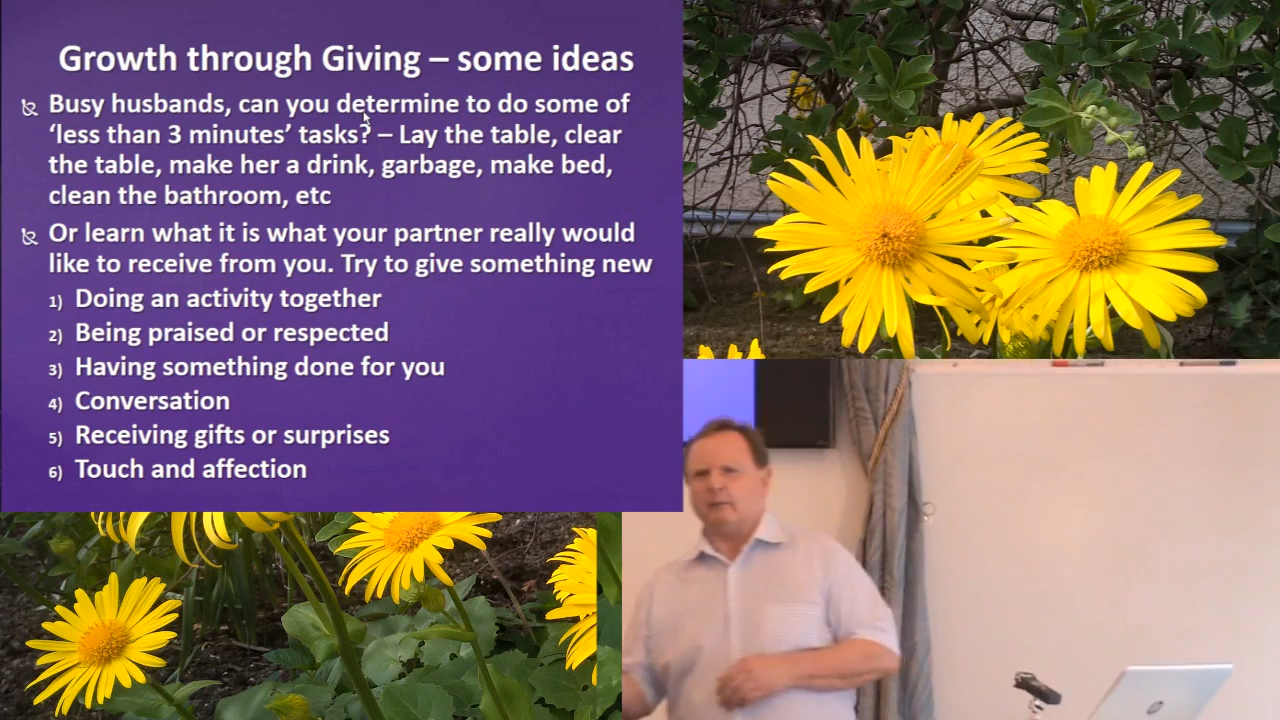 Growth through Giving – some ideas
Busy husbands, can you determine to do some of
‘less than 3 minutes’ tasks? – Lay the table, clear
the table, make her a drink, garbage, make bed,
clean the bathroom, etc
Or learn what it is what your partner really would
like to receive from you. Try to give something new
1) Doing an activity together
2) Being praised or respected
3) Having something done for you
4) Conversation
5) Receiving gifts or surprises
6) Touch and affection